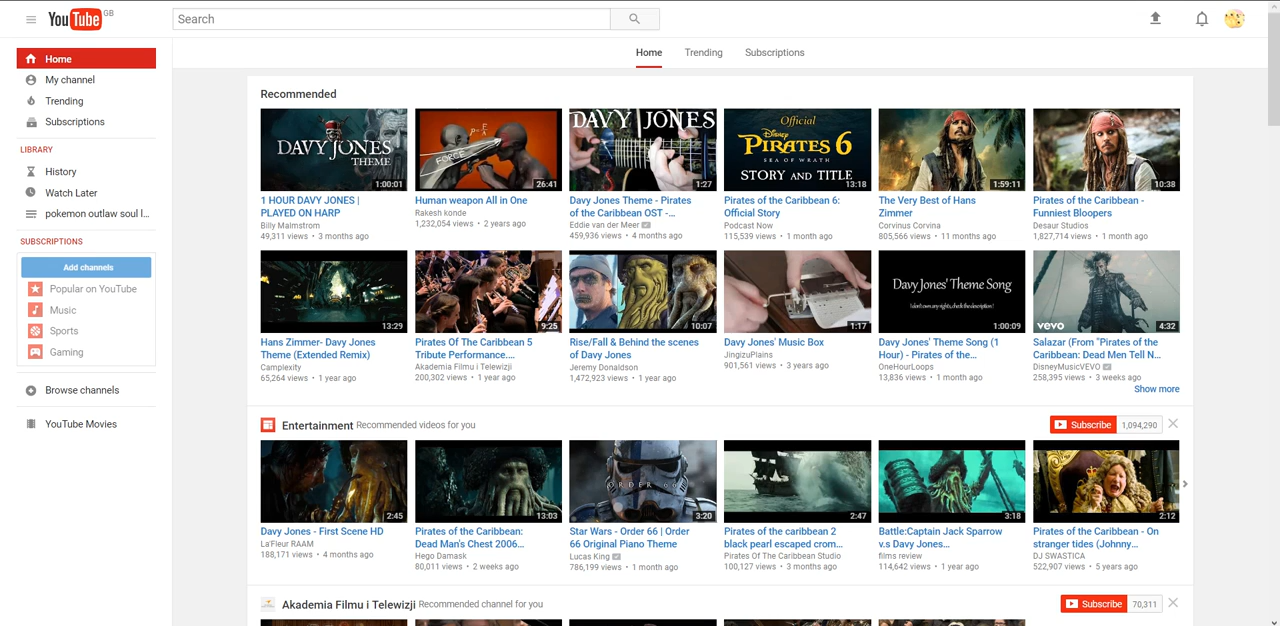 YouTube GB
Search
Home
Trending
Subscriptions
Home
My channel
Trending
Subscriptions
LIBRARY
History
Watch Later
pokemon outlaw soul l...
SUBSCRIPTIONS
Add channels
Popular on YouTube
Music
Sports
Gaming
Browse channels
YouTube Movies
Recommended
DAVY JONES
THEME
1:00:01
1 HOUR DAVY JONES |
PLAYED ON HARP
Billy Malmstrom
49,311 views • 3 months ago
FORCE
26:41
Human weapon All in One
Rakesh konde
1,232,054 views • 2 years ago
DAVY JONES
1:27
Davy Jones Theme - Pirates
of the Caribbean OST -...
Eddie van der Meer
459,936 views • 4 months ago
Official
Disney
PIRATES 6
SEA OF WRATH
STORY AND TITLE
13:18
Pirates of the Caribbean 6:
Official Story
Podcast Now
115,539 views • 1 month ago
1:59:11
The Very Best of Hans
Zimmer
Corvinus Corvina
805,566 views • 11 months ago
10:38
Pirates of the Caribbean -
Funniest Bloopers
Desaur Studios
1,827,714 views • 1 month ago
13:29
Hans Zimmer- Davy Jones
Theme (Extended Remix)
Camplexity
65,264 views • 1 year ago
9:25
Pirates Of The Caribbean 5
Tribute Performance....
Akademia Filmu i Telewizji
200,302 views • 1 year ago
10:07
Rise/Fall & Behind the scenes
of Davy Jones
Jeremy Donaldson
1,472,923 views • 1 year ago
1:17
Davy Jones' Music Box
JingizuPlains
901,561 views • 3 years ago
Davy Jones' Theme Song
I don't own any rights, check the description !
1:00:09
Davy Jones' Theme Song (1
Hour) - Pirates of the...
OneHourLoops
13,836 views • 1 month ago
vevo
4:32
Salazar (From "Pirates of the
Caribbean: Dead Men Tell N...
DisneyMusicVEVO
258,395 views • 3 weeks ago
Show more
Entertainment Recommended videos for you
Subscribe 1,094,290
2:45
Davy Jones - First Scene HD
La'Fleur RAAM
188,171 views • 4 months ago
13:03
Pirates of the Caribbean:
Dead Man's Chest 2006...
Hego Damask
80,011 views • 2 weeks ago
ORDER 66
3:20
Star Wars - Order 66 | Order
66 Original Piano Theme
Lucas King
786,199 views • 1 month ago
2:47
Pirates of the caribbean 2
black pearl escaped crom...
Pirates Of The Caribbean Studio
100,127 views • 3 months ago
3:18
Battle:Captain Jack Sparrow
v.s Davy Jones...
films review
114,642 views • 1 year ago
2:12
Pirates of the Caribbean - On
stranger tides (Johnny...
DJ SWASTICA
522,907 views • 5 years ago
Akademia Filmu i Telewizji Recommended channel for you
Subscribe 70,311